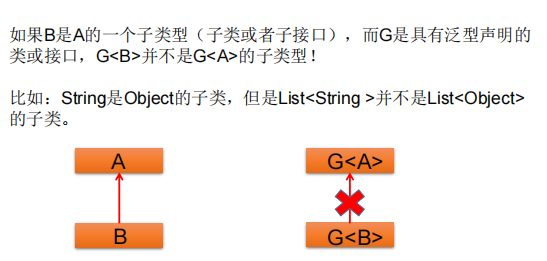 如果B是A的一个子类型（子类或者子接口），而G是具有泛型声明的
类或接口，G<B>并不是G<A>的子类型！
比如：String是Object的子类，但是List<String >并不是List<Object>
的子类。
A
G<A>
B
G<B>